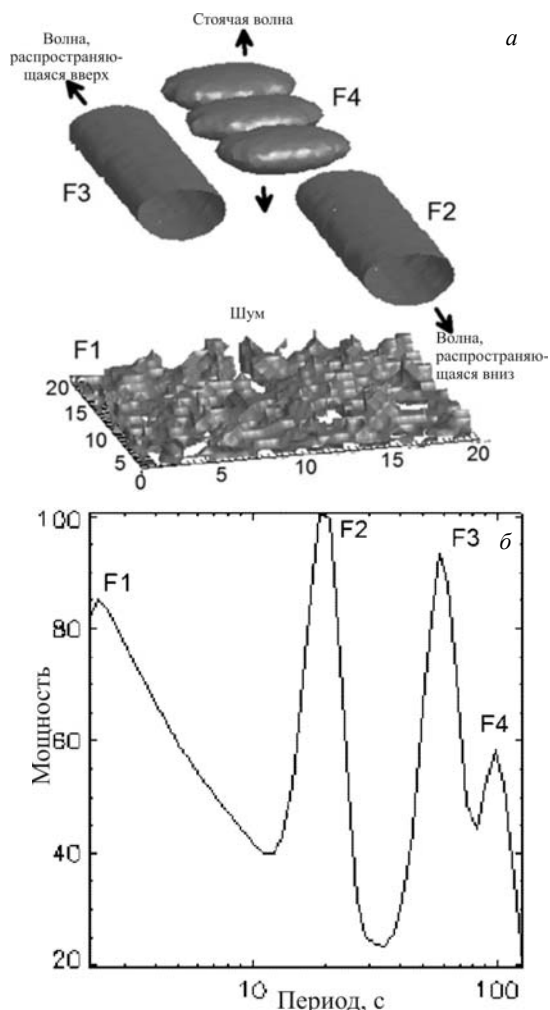 Стоячая волна
а
Волна,
распространяю-
щаяся вверх
F4
F3
F2
Шум
F1
Волна,
распространяю-
щаяся вниз
20
15
10
5
0
5
10
15
20
б
100
80
60
40
20
Мощность
F1
F2
F3
F4
10
100
Период, с